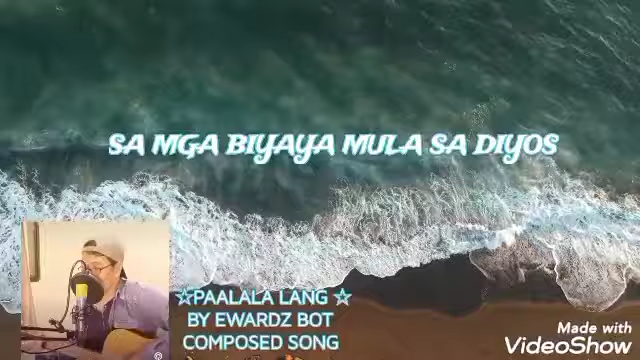 SA MGA BIYAYA MULA SA DIYOS
☆PAALALA LANG ☆
BY EWARDZ BOT
COMPOSED SONG
Made with
VideoShow